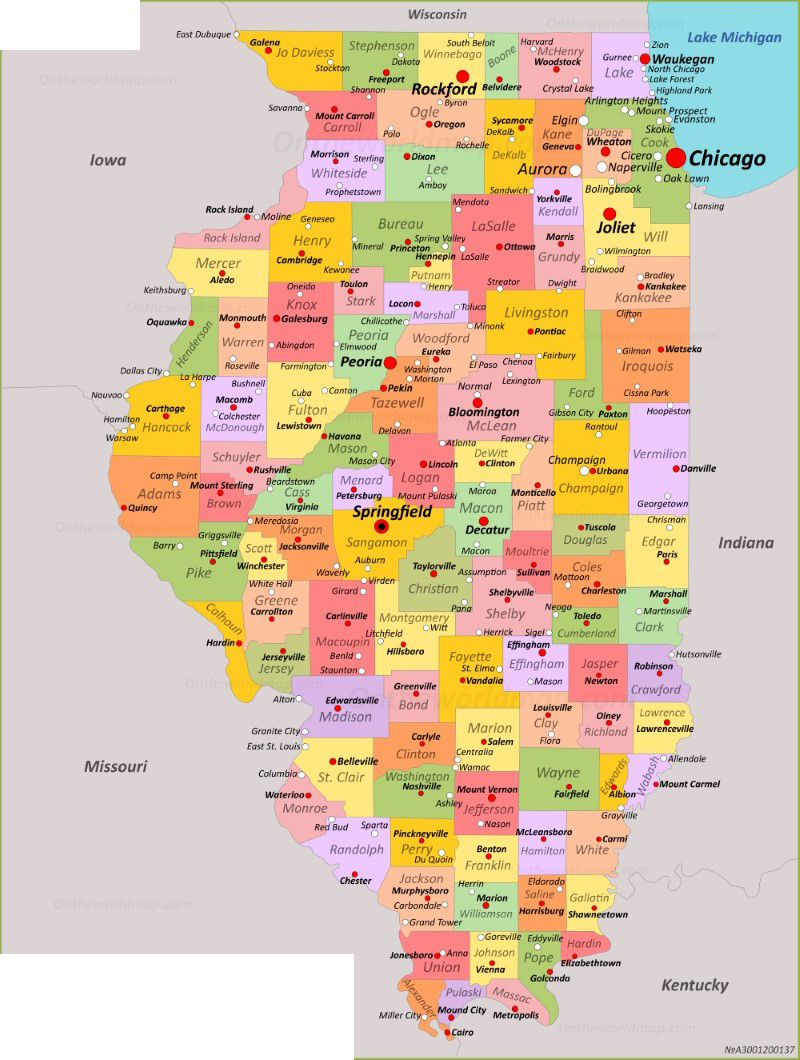 Wisconsin
Ontheworldmap.com
Lake Michigan
East Dubuque
Galena
Jo Daviess
Stockton
Stephenson
Dakota
Freeport
South Beloit
Winnebago
Rockford
Boone
Belvidere
Harvard
McHenry
Woodstock
Crystal Lake
Zion
Gurnee
Waukegan
Lake
North Chicago
Lake Forest
Highland Park
Ontheworldmap.com
Savanna
Shannon
Mount Carroll
Carroll
Byron
Ogle
Oregon
Polo
Rochelle
Sycamore
DeKalb
DeKalb
Sandwich
Elgin
Kane
Geneva
Aurora
Arlington Heights
Mount Prospect
Evanston
Skokie
Cook
DuPage
Wheaton
Cicero
Chicago
Naperville
Oak Lawn
Bolingbrook
Lansing
Iowa
Morrison
Sterling
Whiteside
Prophetstown
Dixon
Lee
Amboy
Yorkville
Kendall
Joliet
Will
Wilmington
Braidwood
Rock Island
Moline
Rock Island
Geneseo
Henry
Cambridge
Kewanee
Bureau
Mineral
Spring Valley
Princeton
Hennepin
Putnam
Henry
Mendota
LaSalle
Ottawa
LaSalle
Streator
Morris
Grundy
Dwight
Bradley
Kankakee
Kankakee
Mercer
Aledo
Keithsburg
Oneida
Knox
Galesburg
Abingdon
Toulon
Stark
Lacon
Marshall
Toluca
Livingston
Pontiac
Fairbury
Clifton
Gilman
Watseka
Iroquois
Cissna Park
Oquawka
Henderson
Monmouth
Warren
Roseville
Chillicothe
Peoria
Elmwood
Peoria
Woodford
Minonk
Eureka
Washington
Morton
El Paso
Chenoa
Lexington
Farmington
Dallas City
La Harpe
Nauvoo
Carthage
Hancock
Hamilton
Warsaw
Bushnell
Macomb
Colchester
McDonough
Cuba
Canton
Fulton
Lewistown
Pekin
Tazewell
Delavan
Normal
Bloomington
McLean
Ford
Gibson City
Paxton
Hoopeston
Havana
Mason
Mason City
Atlanta
Lincoln
Logan
Mount Pulaski
Farmer City
DeWitt
Clinton
Rantoul
Champaign
Urbana
Champaign
Vermilion
Danville
Georgetown
Schuyler
Rushville
Camp Point
Adams
Quincy
Mount Sterling
Brown
Beardstown
Cass
Virginia
Menard
Petersburg
Springfield
Sangamon
Auburn
Maroa
Macon
Decatur
Macon
Monticello
Piatt
Chrisman
Edgar
Paris
Indiana
Meredosia
Morgan
Jacksonville
Waverly
Griggsville
Barry
Pittsfield
Pike
Scott
Winchester
Virden
Taylorville
Christian
Pana
Assumption
Moultrie
Sullivan
Tuscola
Douglas
Coles
Mattoon
Charleston
Marshall
Martinsville
Clark
White Hall
Greene
Carrollton
Girard
Carlinville
Macoupin
Benld
Staunton
Montgomery
Witt
Litchfield
Hillsboro
Shelbyville
Shelby
Herrick
Sigel
Neoga
Toledo
Cumberland
Calhoun
Hardin
Jerseyville
Jersey
Ontheworldmap.com
Fayette
St. Elmo
Vandalia
Effingham
Effingham
Mason
Jasper
Newton
Hutsonville
Robinson
Crawford
Alton
Edwardsville
Madison
Greenville
Bond
Granite City
East St. Louis
Marion
Salem
Centralia
Wamac
Louisville
Clay
Flora
Olney
Richland
Lawrence
Lawrenceville
Missouri
Columbia
Belleville
St. Clair
Carlyle
Clinton
Washington
Nashville
Ashley
Mount Vernon
Jefferson
Nason
Wayne
Fairfield
Edwards
Albion
Wabash
Allendale
Mount Carmel
Grayville
Waterloo
Monroe
Red Bud
Sparta
Randolph
Chester
Pinckneyville
Perry
Du Quoin
Benton
Franklin
McLeansboro
Hamilton
Carmi
White
Ontheworldmap.com
Jackson
Murphysboro
Carbondale
Grand Tower
Herrin
Marion
Williamson
Eldorado
Saline
Harrisburg
Gallatin
Shawneetown
Jonesboro
Anna
Union
Goreville
Johnson
Vienna
Eddyville
Pope
Golconda
Hardin
Elizabethtown
Kentucky
Alexander
Miller City
Pulaski
Mound City
Cairo
Massac
Metropolis
Ontheworldmap.com
№A3001200137